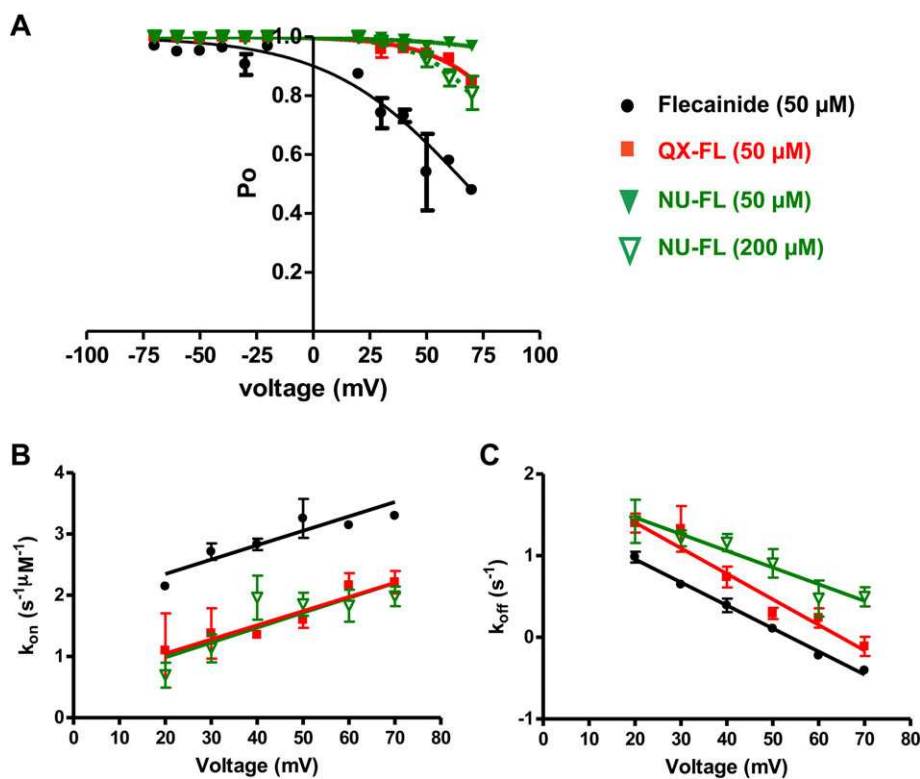 A
1.0
0.8
0.6
0.4
0.2
Po
-100 -75 -50 -25 0 25 50 75 100
voltage (mV)
Flecainide (50 µM)
QX-FL (50 µM)
NU-FL (50 µM)
NU-FL (200 µM)
B
4
3
2
1
0
kon (s-1µM-1)
0 10 20 30 40 50 60 70 80
Voltage (mV)
C
2
1
0
-1
koff (s-1)
0 10 20 30 40 50 60 70 80
Voltage (mV)